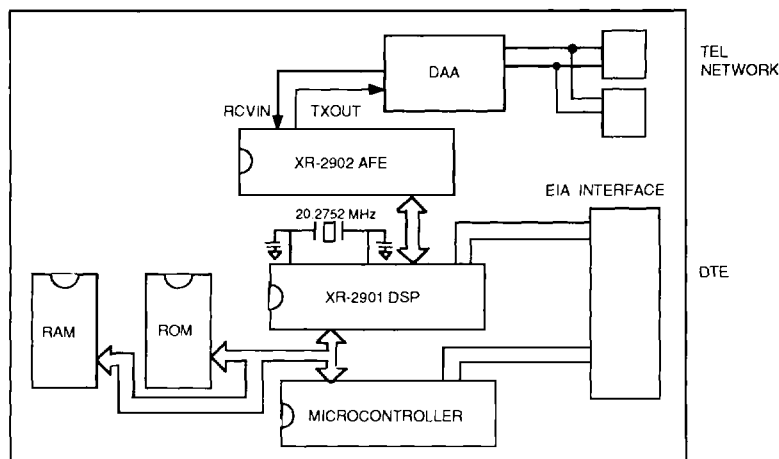 DAA
TEL
NETWORK
RCVIN
TXOUT
XR-2902 AFE
EIA INTERFACE
20.2752 MHz
DTE
XR-2901 DSP
RAM
ROM
MICROCONTROLLER